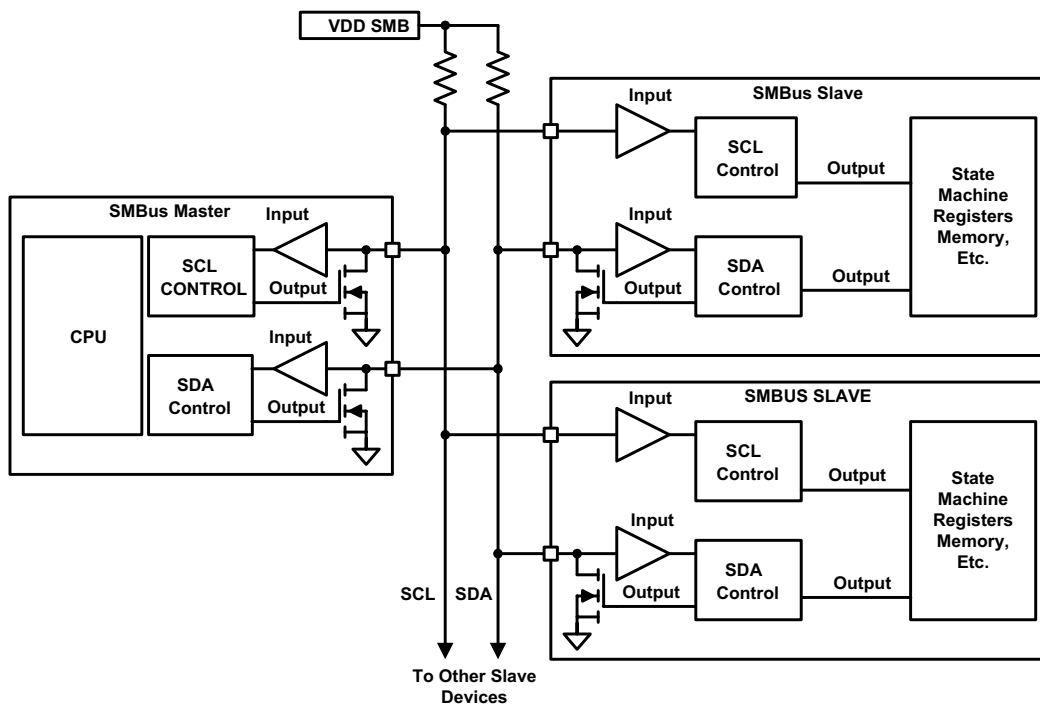 VDD SMB
SMBus Master
CPU
Input
SCL
CONTROL
Output
Input
SDA
Control
Output
SMBus Slave
Input
SCL
Control
Output
Input
SDA
Control
Output
Output
State
Machine
Registers
Memory,
Etc.
SMBUS SLAVE
Input
SCL
Control
Output
Input
SDA
Control
Output
Output
State
Machine
Registers
Memory,
Etc.
SCL
SDA
To Other Slave
Devices